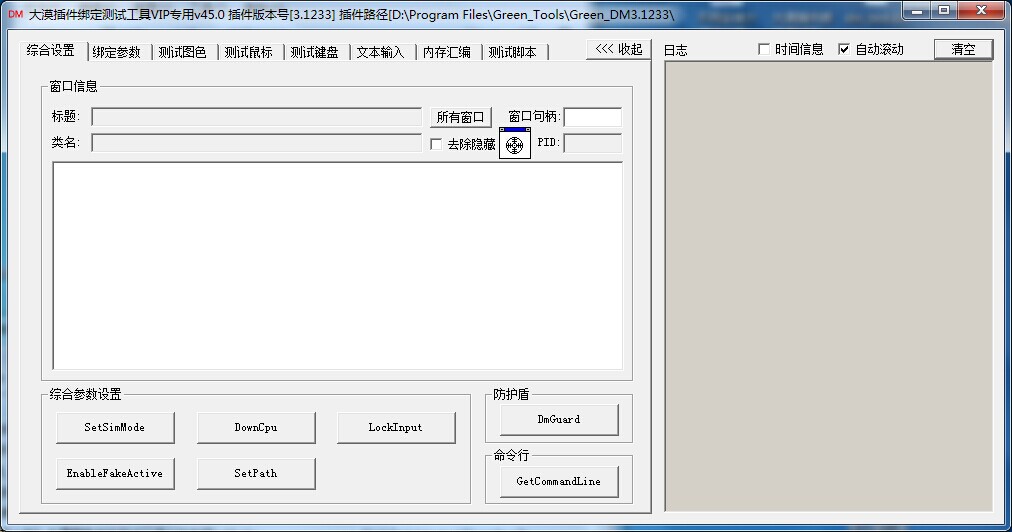 DM 大漠插件绑定测试工具VIP专用v45.0 插件版本号[3.1233] 插件路径[D:\Program Files\Green_Tools\Green_DM3.1233\
综合设置 绑定参数 测试图色 测试鼠标 测试键盘 文本输入 内存汇编 测试脚本 <<< 收起
日志 时间信息 自动滚动 清空
窗口信息
标题: 所有窗口 窗口句柄:
类名: 去除隐藏 PID:
综合参数设置
SetSimMode DownCpu LockInput
EnableFakeActive SetPath
防护盾
DmGuard
命令行
GetCommandLine